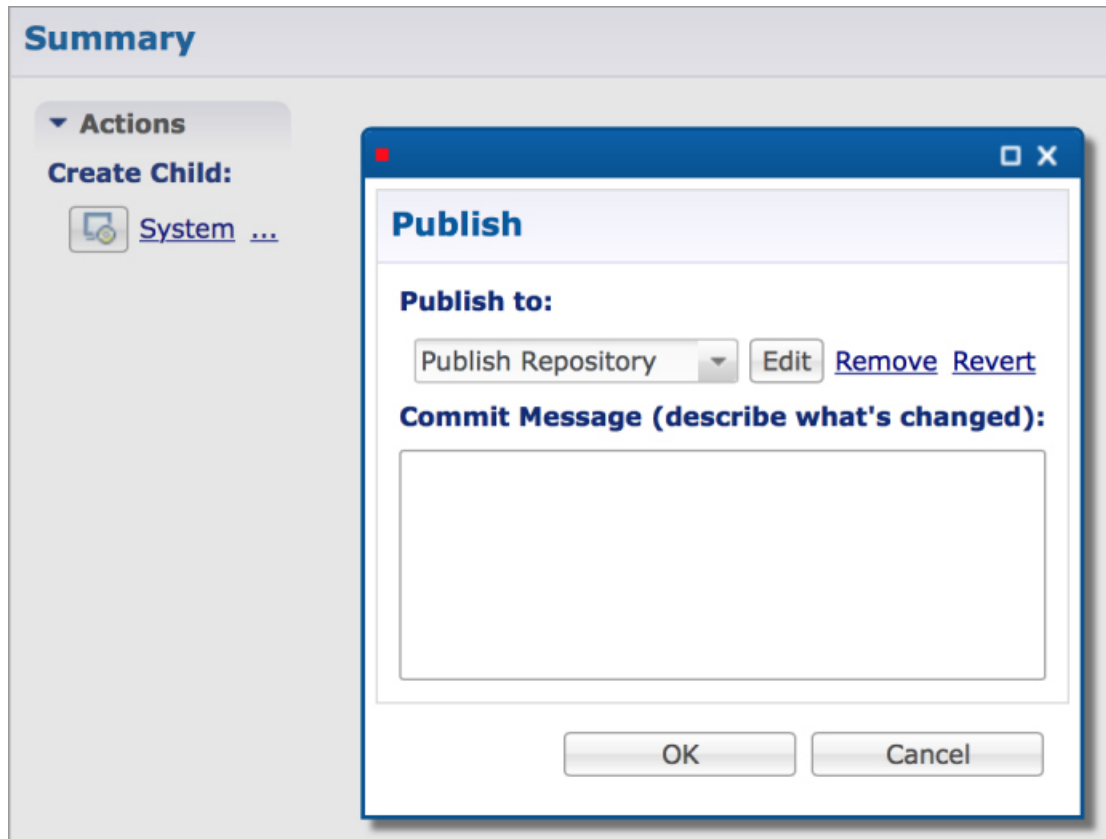 Summary
Actions
Create Child:
System ...
Publish
Publish to:
Publish Repository Edit Remove Revert
Commit Message (describe what's changed):
OK Cancel